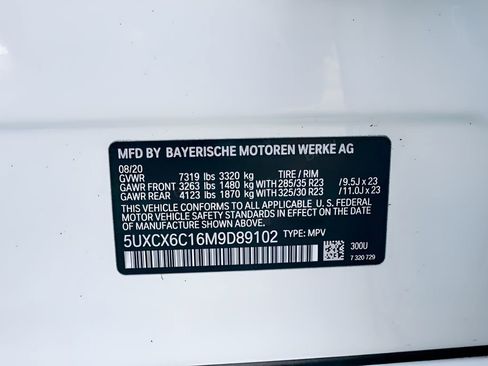 MFD BY BAYERISCHE MOTOREN WERKE AG
08/20
GVWR 7319 lbs 3320 kg TIRE / RIM
GAWR FRONT 3263 lbs 1480 kg WITH 285/35 R23 / 9.5J x 23
GAWR REAR 4123 lbs 1870 kg WITH 325/30 R23 / 11.0J x 23
THIS VEHICLE CONFORMS TO ALL APPLICABLE U. S. FEDERAL
MOTOR VEHICLE SAFETY STANDARDS IN EFFECT ON THE DATE OF
MANUFACTURE SHOWN ABOVE.
5UXCX6C16M9D89102 TYPE: MPV
300U
7 320 729